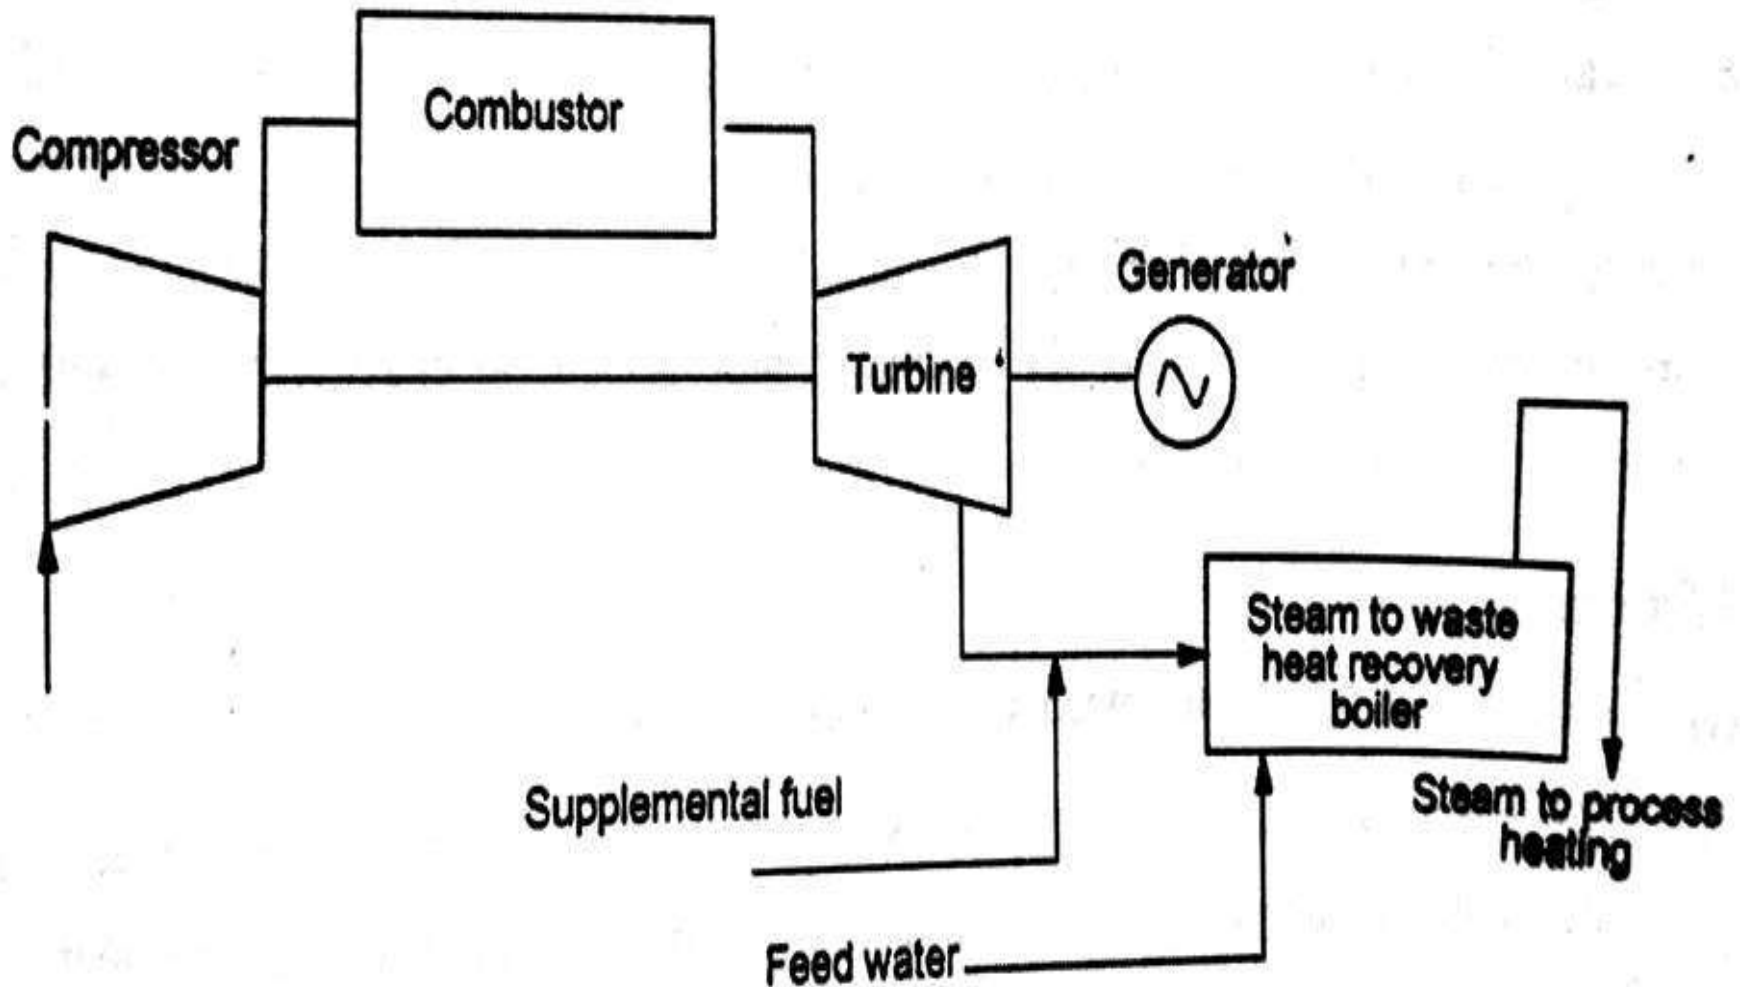 Combustor
Compressor
Generator
Turbine
Steam to waste
heat recovery
boiler
Supplemental fuel
Steam to process
heating
Feed water